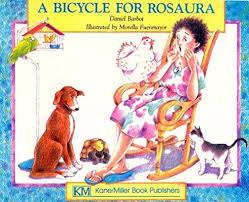 A BICYCLE FOR ROSAURA
Daniel Barbot
Illustrated by Morella Fuenmayor
KM Kane/Miller Book Publishers